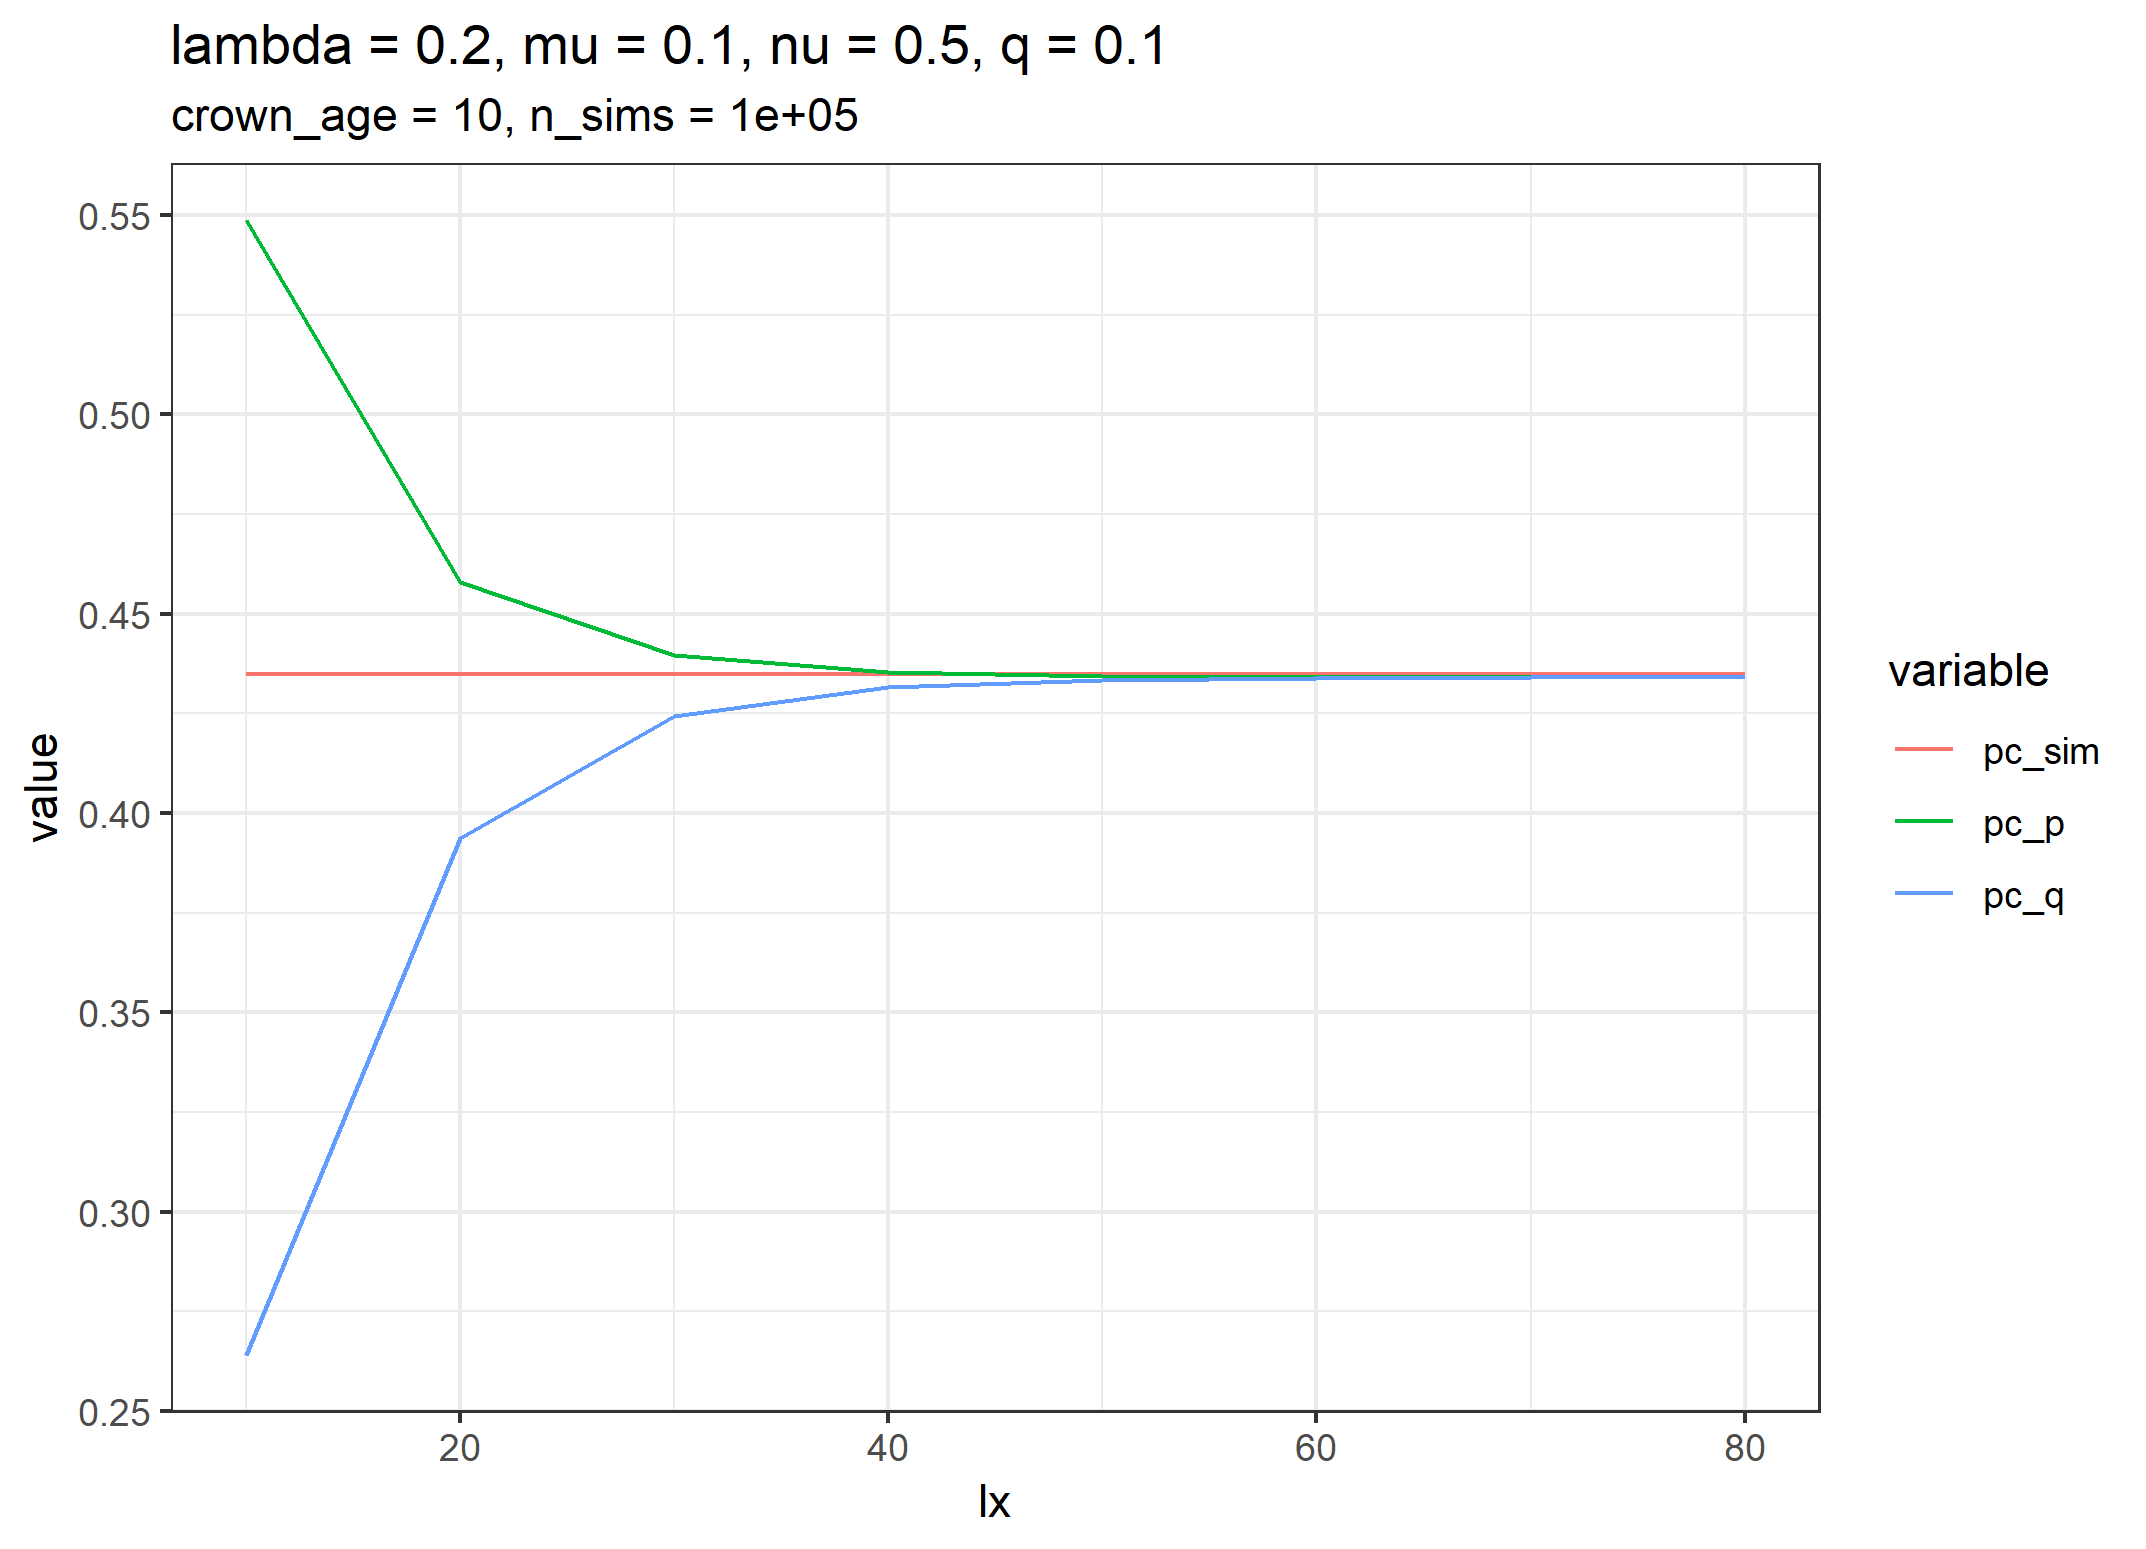 lambda = 0.2, mu = 0.1, nu = 0.5, q = 0.1
crown_age = 10, n_sims = 1e+05
0.55
0.50
0.45
0.40
0.35
0.30
0.25
value
20
40
60
80
lx
variable
pc_sim
pc_p
pc_q